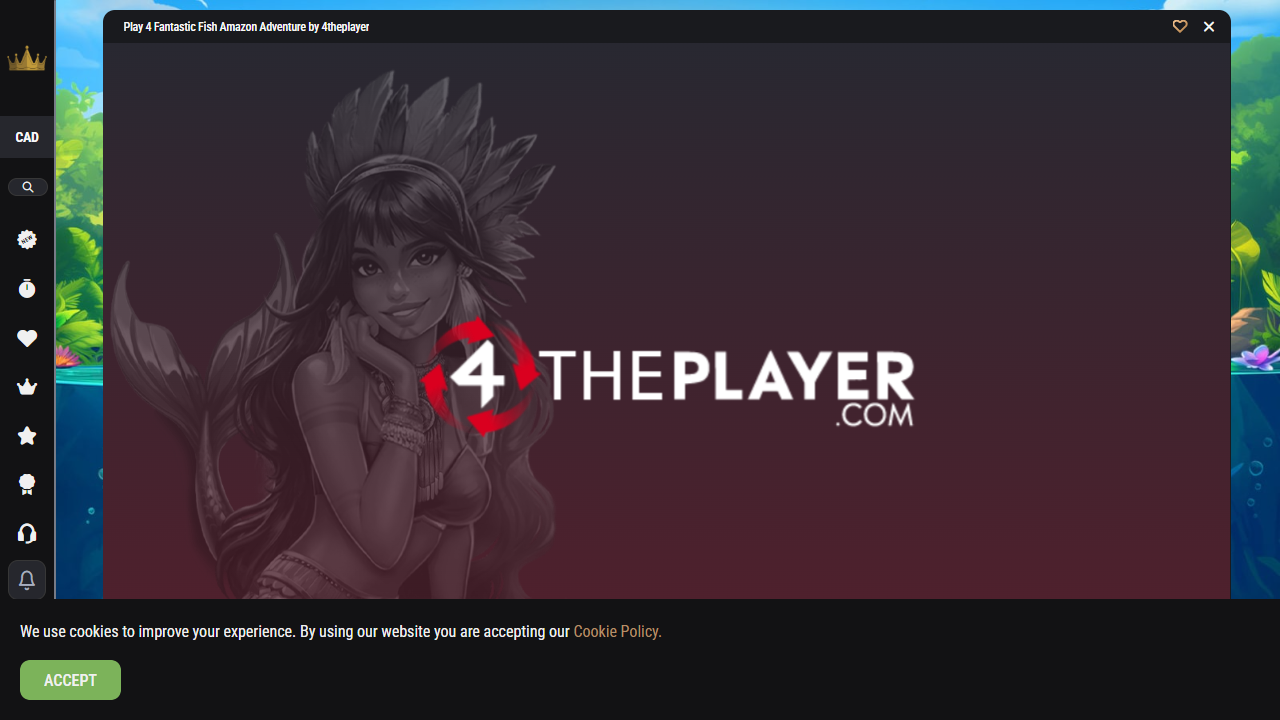 Play 4 Fantastic Fish Amazon Adventure by 4theplayer
CAD
NEW
4THEPLAYER
.COM
We use cookies to improve your experience. By using our website you are accepting our Cookie Policy.
ACCEPT